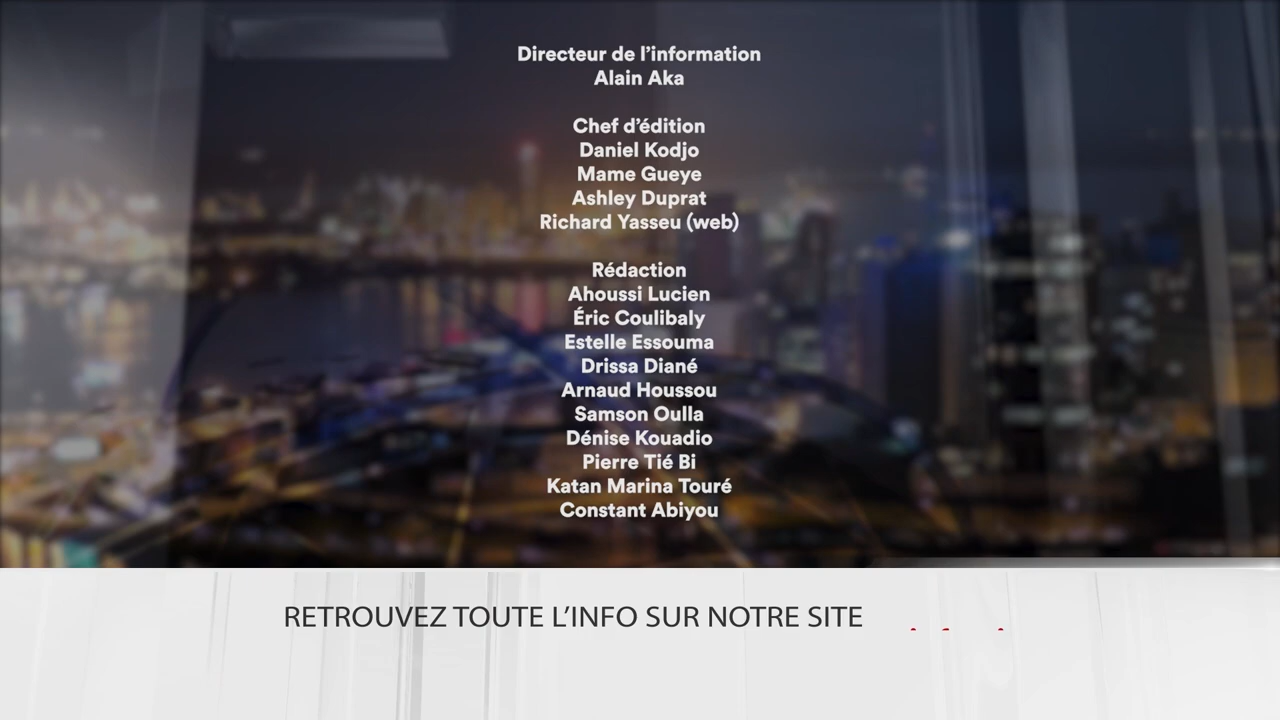 Directeur de l'information
Alain Aka
Chef d'édition
Daniel Kodjo
Mame Gueye
Ashley Duprat
Richard Yasseu (web)
Rédaction
Ahoussi Lucien
Éric Coulibaly
Estelle Essouma
Drissa Diané
Arnaud Houssou
Samson Oulla
Dénise Kouadio
Pierre Tié Bi
Katan Marina Touré
Constant Abiyou
RETROUVEZ TOUTE L'INFO SUR NOTRE SITE